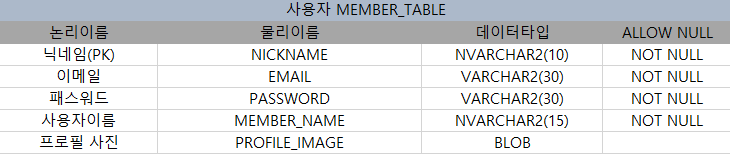 사용자 MEMBER_TABLE
논리이름 물리이름 데이터타입 ALLOW NULL
닉네임(PK) NICKNAME NVARCHAR2(10) NOT NULL
이메일 EMAIL VARCHAR2(30) NOT NULL
패스워드 PASSWORD VARCHAR2(30) NOT NULL
사용자이름 MEMBER_NAME NVARCHAR2(15) NOT NULL
프로필 사진 PROFILE_IMAGE BLOB